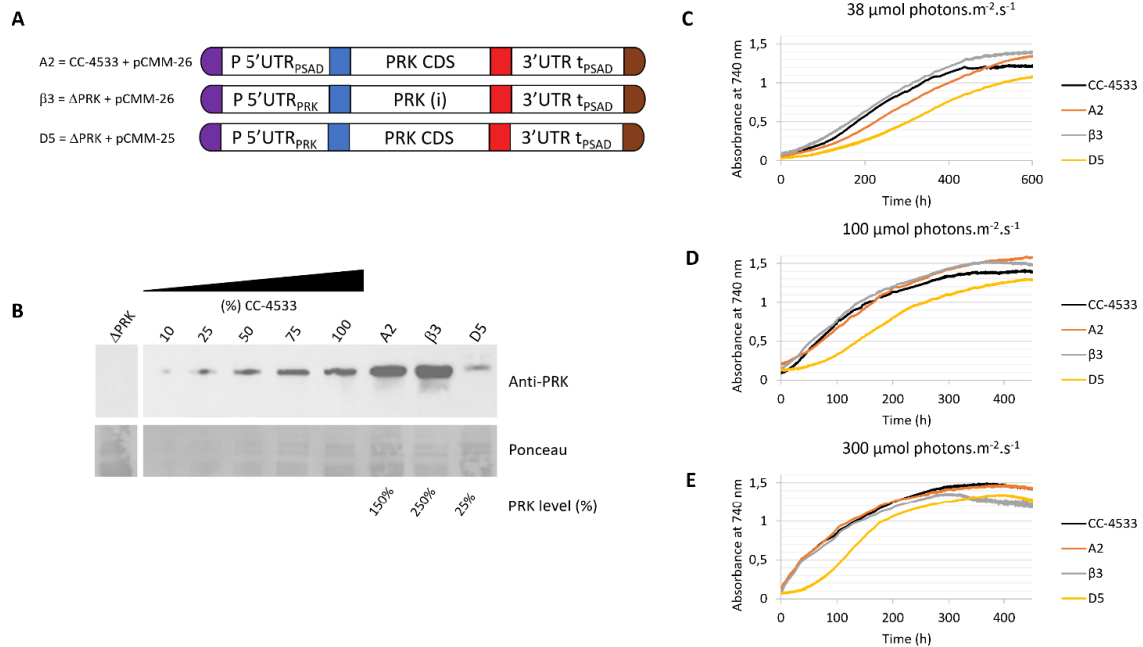 A
A2 = CC-4533 + pCMM-26
P 5’UTRPSAD
PRK CDS
3’UTR tPSAD
β3 = ΔPRK + pCMM-26
P 5’UTRPRK
PRK (i)
3’UTR tPSAD
D5 = ΔPRK + pCMM-25
P 5’UTRPRK
PRK CDS
3’UTR tPSAD
B
(%) CC-4533
ΔPRK
10
25
50
75
100
A2
β3
D5
Anti-PRK
Ponceau
150%
250%
25%
PRK level (%)
C
38 µmol photons.m-2.s-1
Absorbrance at 740 nm
1,5
1
0,5
0
0
200
400
600
Time (h)
CC-4533
A2
β3
D5
D
100 µmol photons.m-2.s-1
Absorbance at 740 nm
1,5
1
0,5
0
0
100
200
300
400
Time (h)
CC-4533
A2
β3
D5
E
300 µmol photons.m-2.s-1
Absorbance at 740 nm
1,5
1
0,5
0
0
100
200
300
400
Time (h)
CC-4533
A2
β3
D5